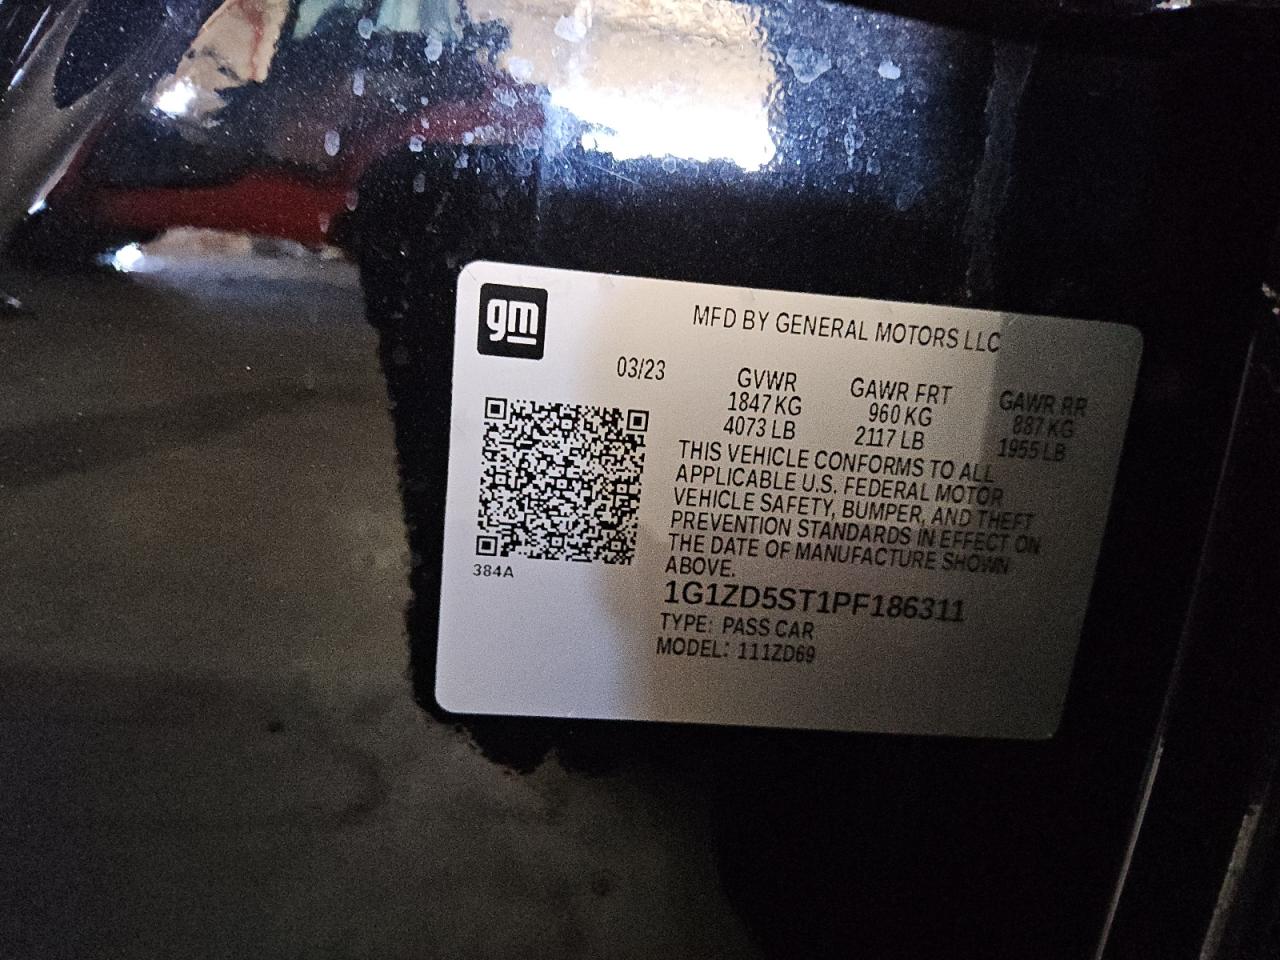 gm
MFD BY GENERAL MOTORS LLC
03/23
GVWR
1847 KG
4073 LB
GAWR FRT
960 KG
2117 LB
GAWR RR
887 KG
1955 LB
THIS VEHICLE CONFORMS TO ALL
APPLICABLE U.S. FEDERAL MOTOR
VEHICLE SAFETY, BUMPER, AND THEFT
PREVENTION STANDARDS IN EFFECT ON
THE DATE OF MANUFACTURE SHOWN
ABOVE.
1G1ZD5ST1PF186311
TYPE: PASS CAR
MODEL: 111ZD69
384A